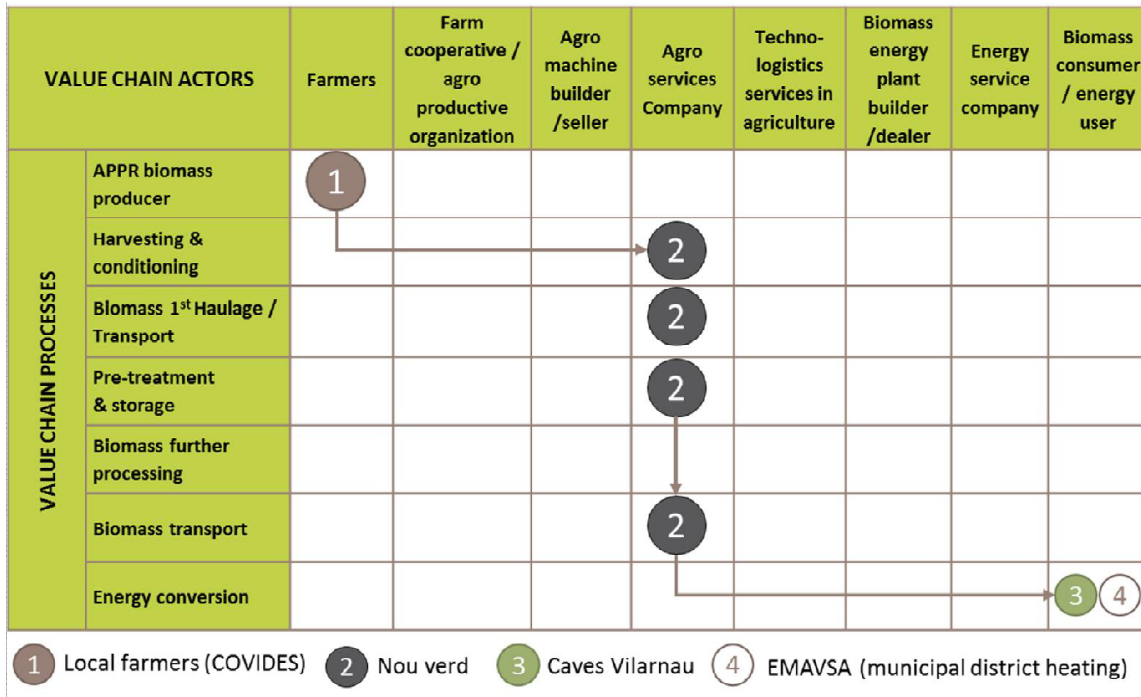 VALUE CHAIN ACTORS
Farmers
Farm
cooperative /
agro
productive
organization
Agro
machine
builder
/seller
Agro
services
Company
Techno-
logistics
services in
agriculture
Biomass
energy
plant
builder
/dealer
Energy
service
company
Biomass
consumer
/ energy
user
VALUE CHAIN PROCESSES
APPR biomass
producer
1
Harvesting &
conditioning
2
Biomass 1st Haulage /
Transport
2
Pre-treatment
& storage
2
Biomass further
processing
Biomass transport
2
Energy conversion
3 4
1 Local farmers (COVIDES) 2 Nou verd 3 Caves Vilarnau 4 EMAVSA (municipal district heating)